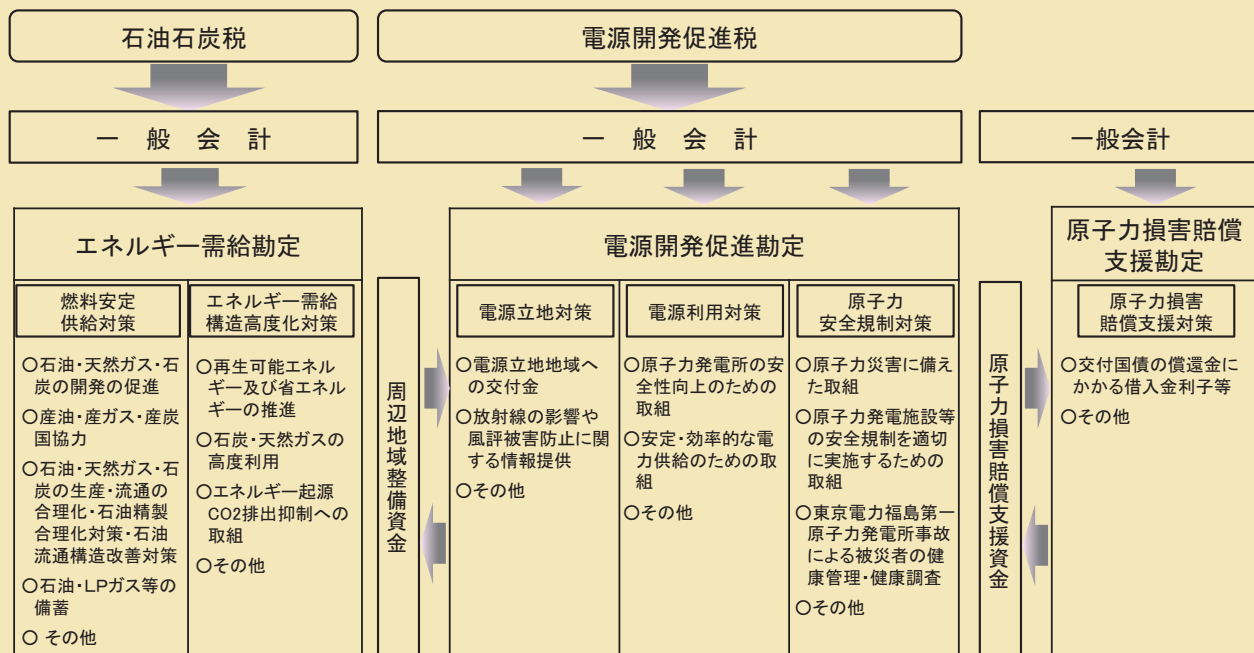 石油石炭税
電源開発促進税
一般会計
一般会計
一般会計
エネルギー需給勘定
燃料安定
供給対策
○石油・天然ガス・石
炭の開発の促進
○産油・産ガス・産炭
国協力
○石油・天然ガス・石
炭の生産・流通の
合理化・石油精製
合理化対策・石油
流通構造改善対策
○石油・LPガス等の
備蓄
○ その他
エネルギー需給
構造高度化対策
○再生可能エネル
ギー及び省エネル
ギーの推進
○石炭・天然ガスの
高度利用
○エネルギー起源
CO2排出抑制への
取組
○その他
周辺地域整備資金
電源開発促進勘定
電源立地対策
○電源立地地域へ
の交付金
○放射線の影響や
風評被害防止に関
する情報提供
○その他
電源利用対策
○原子力発電所の安
全性向上のための
取組
○安定・効率的な電
力供給のための取
組
○その他
原子力
安全規制対策
○原子力災害に備え
た取組
○原子力発電施設等
の安全規制を適切
に実施するための
取組
○東京電力福島第一
原子力発電所事故
による被災者の健
康管理・健康調査
○その他
原子力損害賠償支援資金
原子力損害賠償
支援勘定
原子力損害
賠償支援対策
○交付国債の償還金に
かかる借入金利子等
○その他